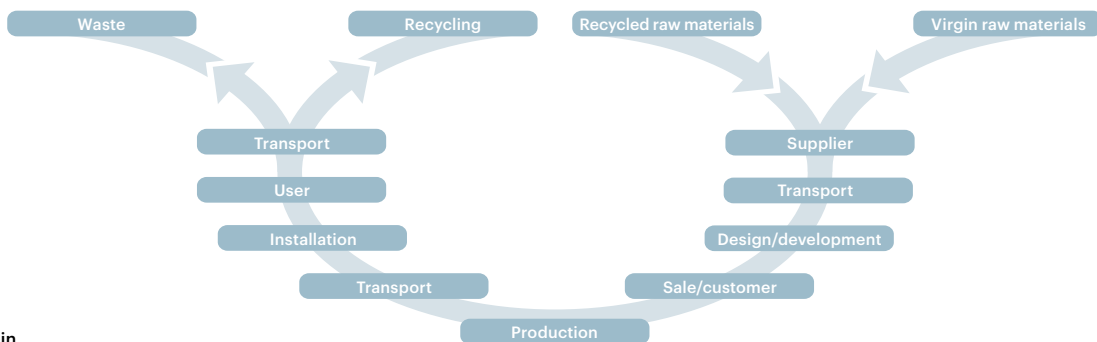 Waste
Recycling
Recycled raw materials
Virgin raw materials
Transport
Supplier
User
Transport
Installation
Design/development
Transport
Sale/customer
Production
in